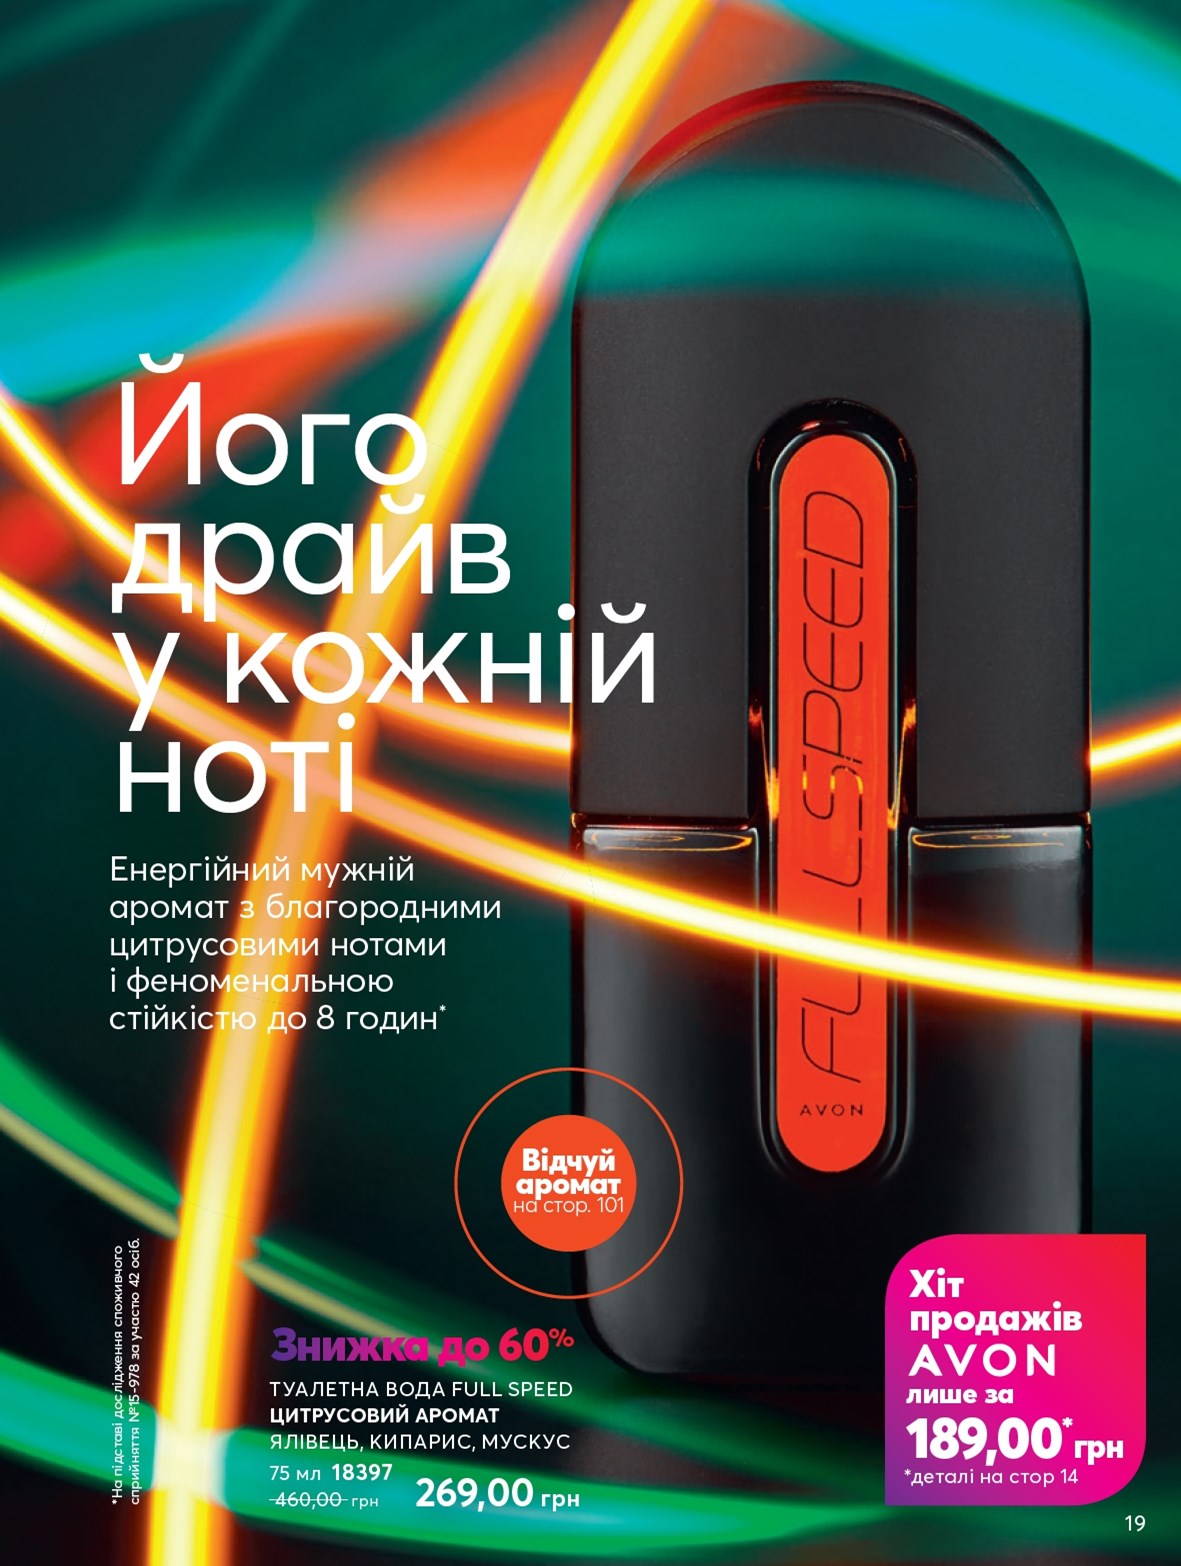 Його
драйв
у кожній
ноті
Енергійний мужній
аромат з благородними
цитрусовими нотами
і феноменальною
стійкістю до 8 годин*
FULL SPEED
AVON
Відчуй
аромат
на стор. 101
*На підставі дослідження споживчого
сприйняття №15-978 за участю 42 осіб.
Знижка до 60%
ТУАЛЕТНА ВОДА FULL SPEED
ЦИТРУСОВИЙ АРОМАТ
ЯЛІВЕЦЬ, КИПАРИС, МУСКУС
75 мл 18397
460,00 грн 269,00 грн
Хіт
продажів
AVON
лише за
189,00* грн
*деталі на стор 14
19